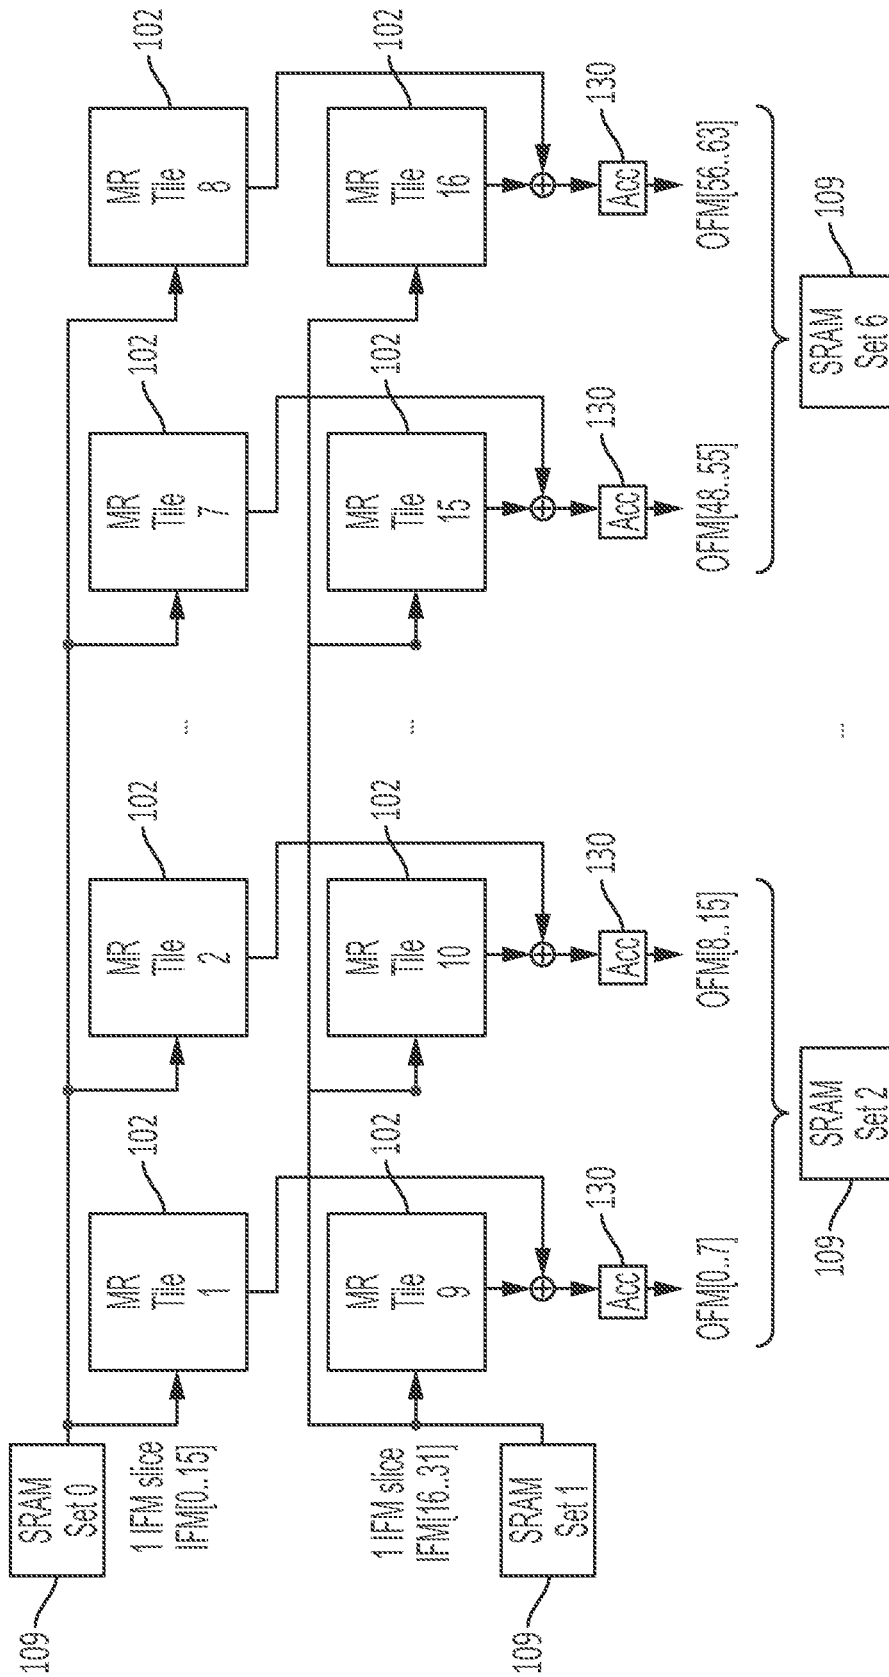 109
SRAM
Set 0
1 IFM slice
IFM[0..15]
MR
Tile
1
102
MR
Tile
2
102
...
MR
Tile
7
102
MR
Tile
8
102
1 IFM slice
IFM[16..31]
109
SRAM
Set 1
MR
Tile
9
102
MR
Tile
10
102
...
MR
Tile
15
102
MR
Tile
16
102
Acc
130
Acc
130
Acc
130
Acc
130
OFM[0..7]
OFM[8..15]
OFM[48..55]
OFM[56..63]
109
SRAM
Set 2
...
SRAM
Set 6
109